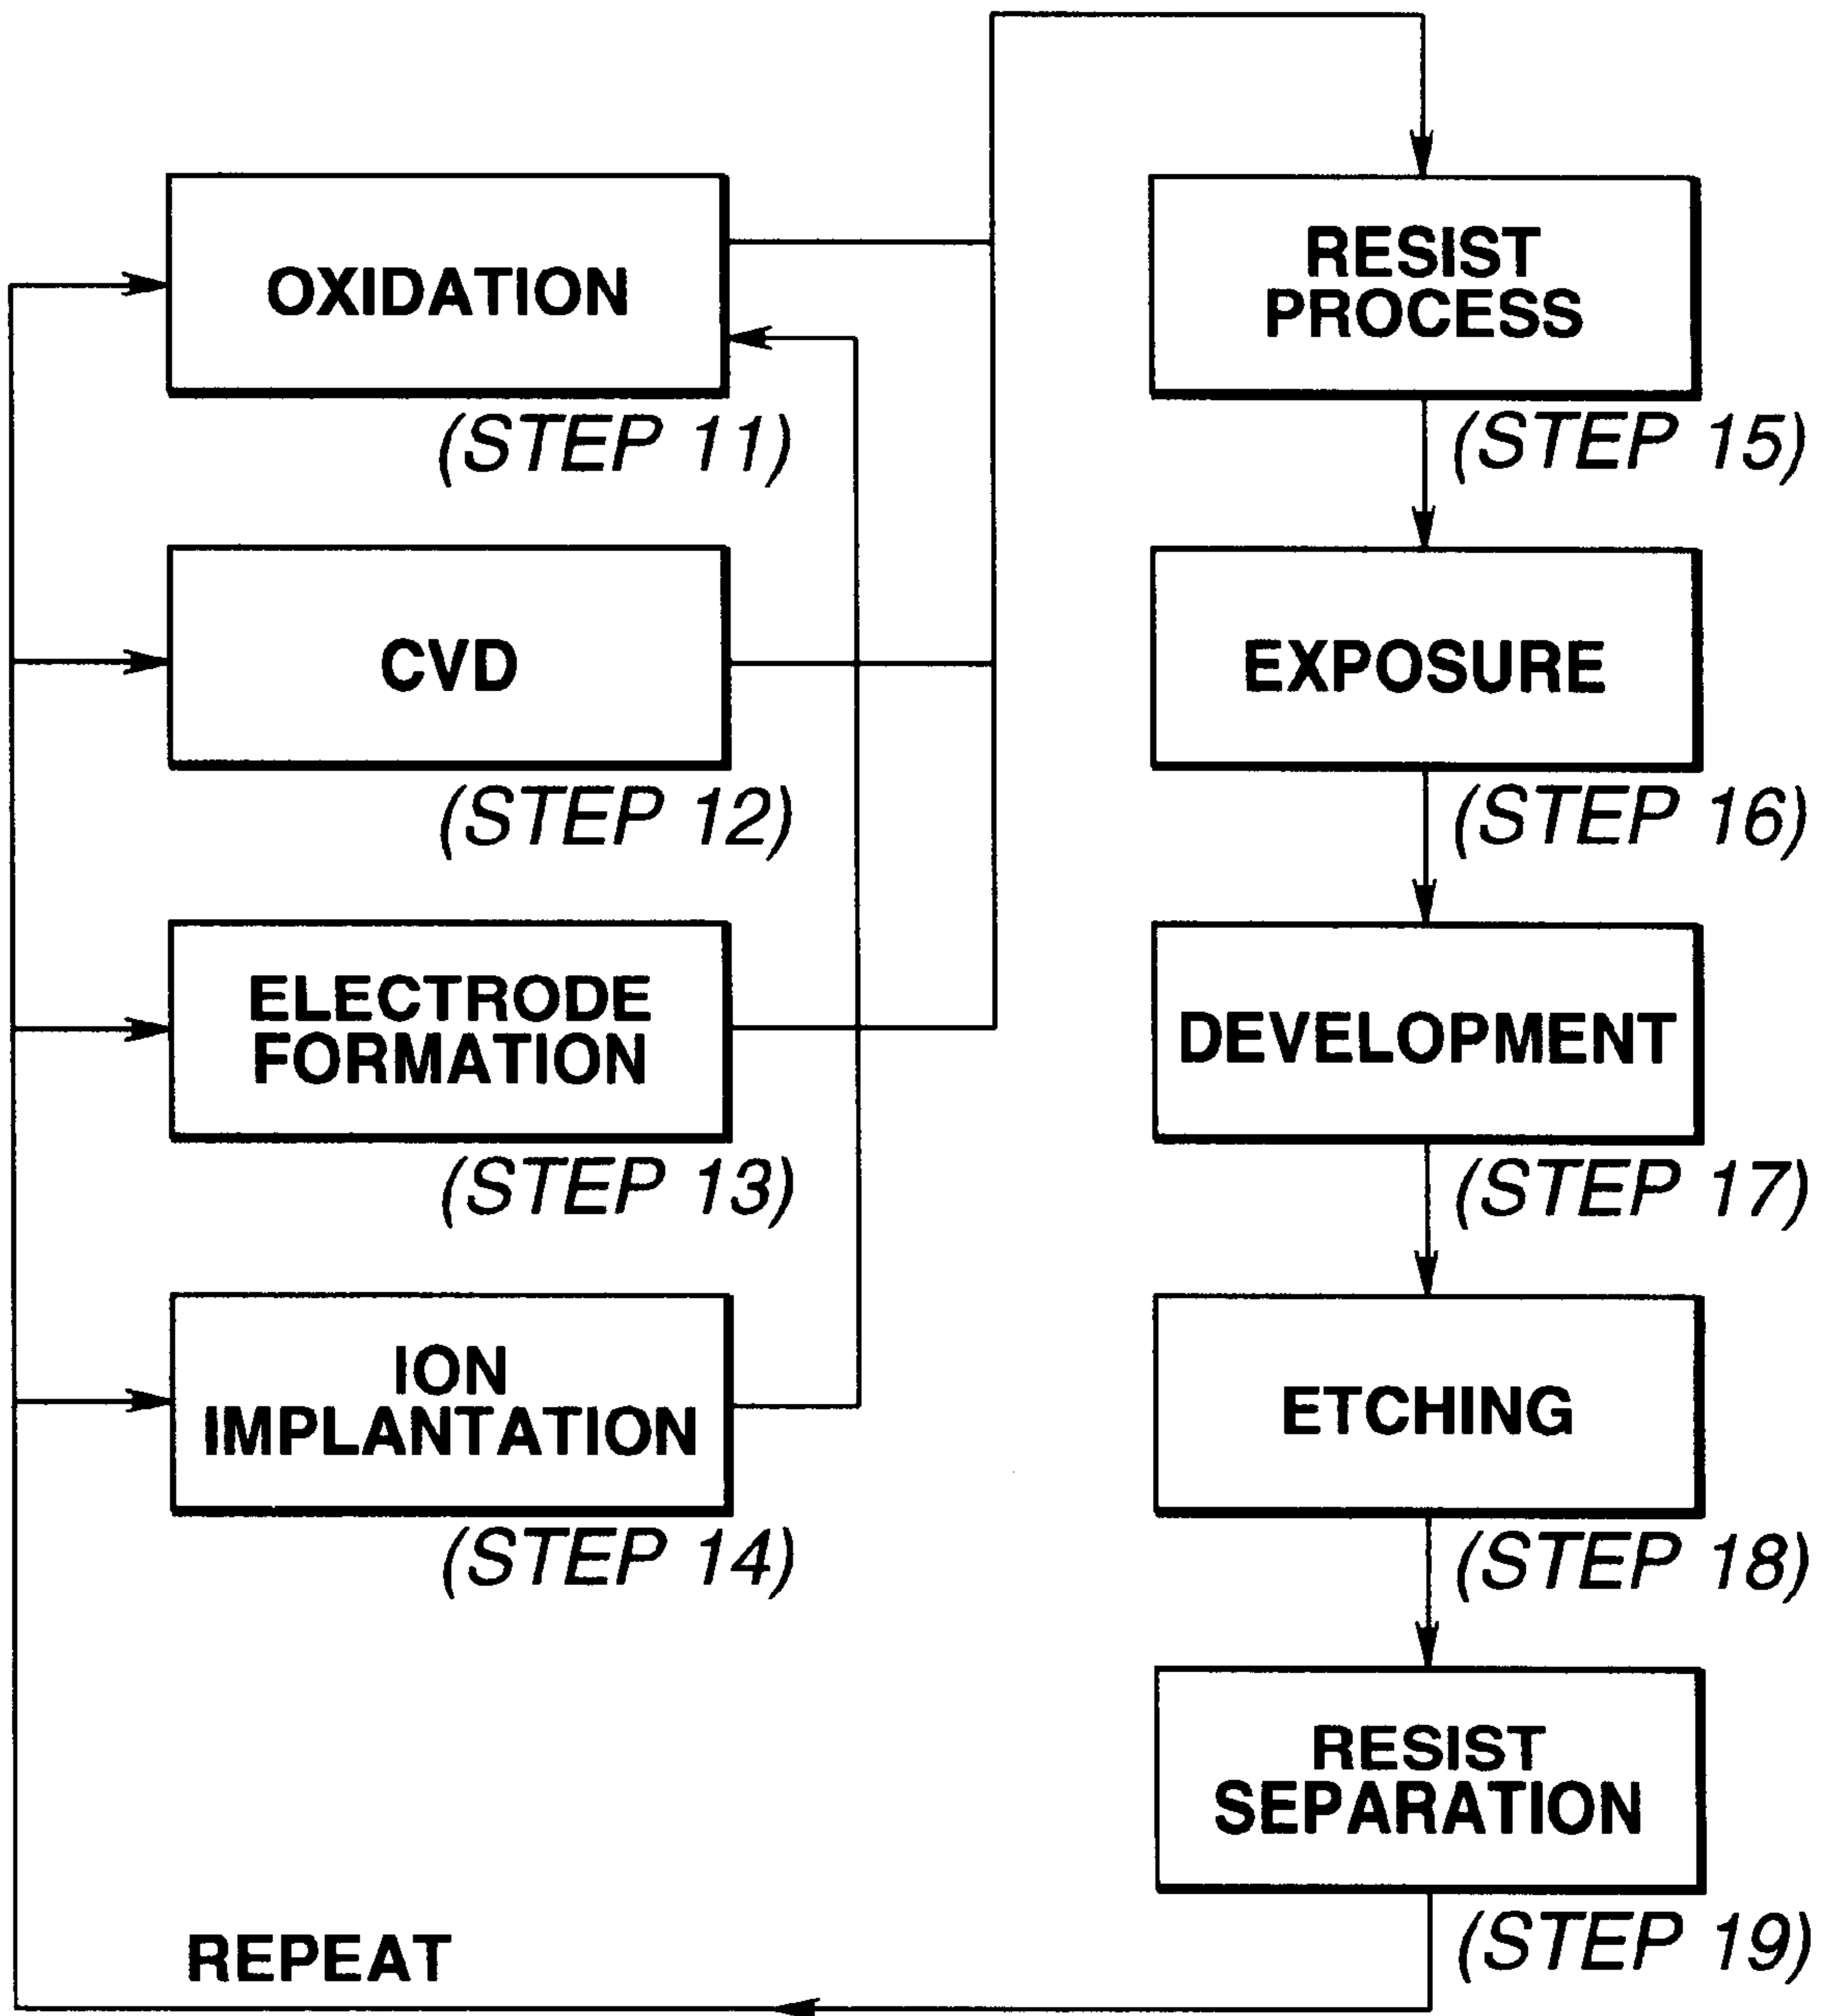 OXIDATION
(STEP 11)
CVD
(STEP 12)
ELECTRODE
FORMATION
(STEP 13)
ION
IMPLANTATION
(STEP 14)
RESIST
PROCESS
(STEP 15)
EXPOSURE
(STEP 16)
DEVELOPMENT
(STEP 17)
ETCHING
(STEP 18)
RESIST
SEPARATION
(STEP 19)
REPEAT